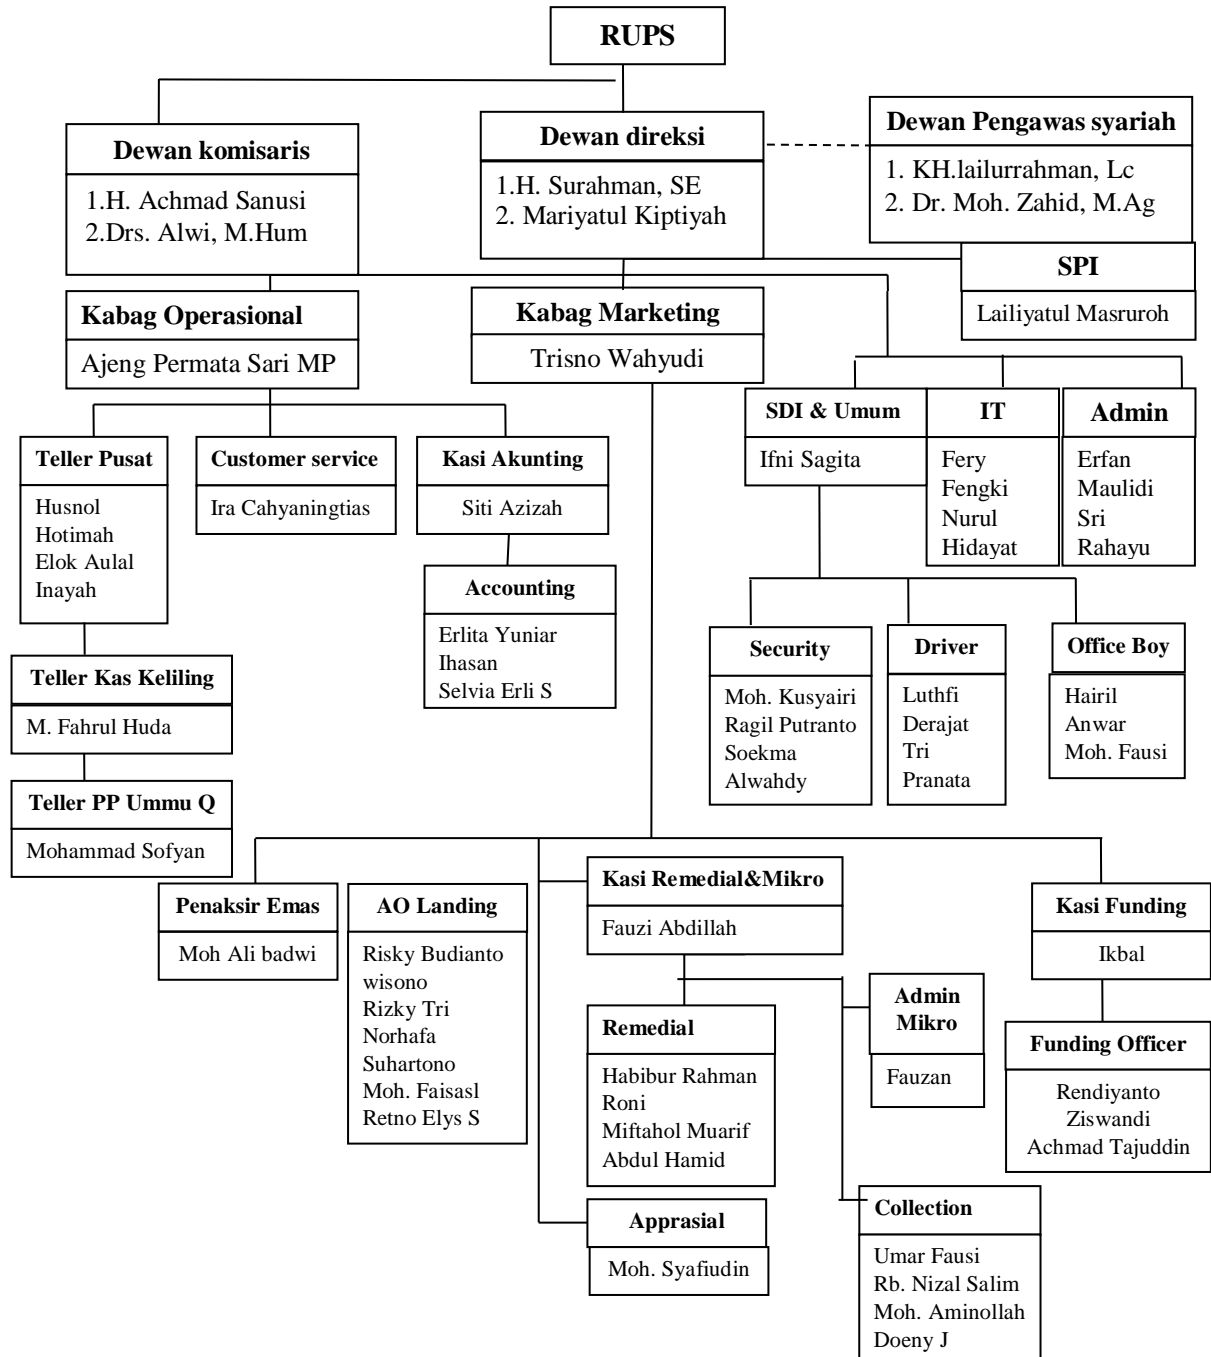 RUPS
Dewan komisaris
1.H. Achmad Sanusi
2.Drs. Alwi, M.Hum
Dewan direksi
1.H. Surahman, SE
2. Mariyatul Kiptiyah
Dewan Pengawas syariah
1. KH.lailurrahman, Lc
2. Dr. Moh. Zahid, M.Ag
SPI
Lailiyatul Masruroh
Kabag Operasional
Ajeng Permata Sari MP
Kabag Marketing
Trisno Wahyudi
SDI & Umum
Ifni Sagita
IT
Fery
Fengki
Nurul
Hidayat
Admin
Erfan
Maulidi
Sri
Rahayu
Teller Pusat
Husnol
Hotimah
Elok Aulal
Inayah
Customer service
Ira Cahyaningtias
Kasi Akunting
Siti Azizah
Accounting
Erlita Yuniar
Ihasan
Selvia Erli S
Security
Moh. Kusyairi
Ragil Putranto
Soekma
Alwahdy
Driver
Luthfi
Derajat
Tri
Pranata
Office Boy
Hairil
Anwar
Moh. Fausi
Teller Kas Keliling
M. Fahrul Huda
Teller PP Ummu Q
Mohammad Sofyan
Penaksir Emas
Moh Ali badwi
AO Landing
Risky Budianto
wisono
Rizky Tri
Norhafa
Suhartono
Moh. Faisasl
Retno Elys S
Kasi Remedial&Mikro
Fauzi Abdillah
Remedial
Habibur Rahman
Roni
Miftahol Muarif
Abdul Hamid
Admin
Mikro
Fauzan
Kasi Funding
Ikbal
Funding Officer
Rendiyanto
Ziswandi
Achmad Tajuddin
Apprasial
Moh. Syafiudin
Collection
Umar Fausi
Rb. Nizal Salim
Moh. Aminollah
Doeny J